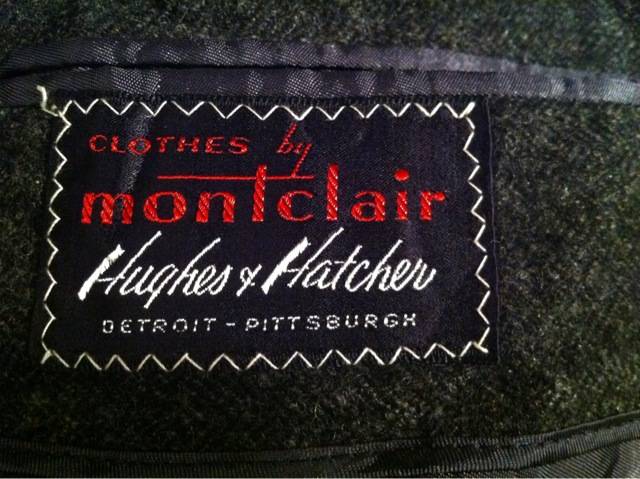 CLOTHES by
montclair
Hughes & Hatcher
DETROIT - PITTSBURGH